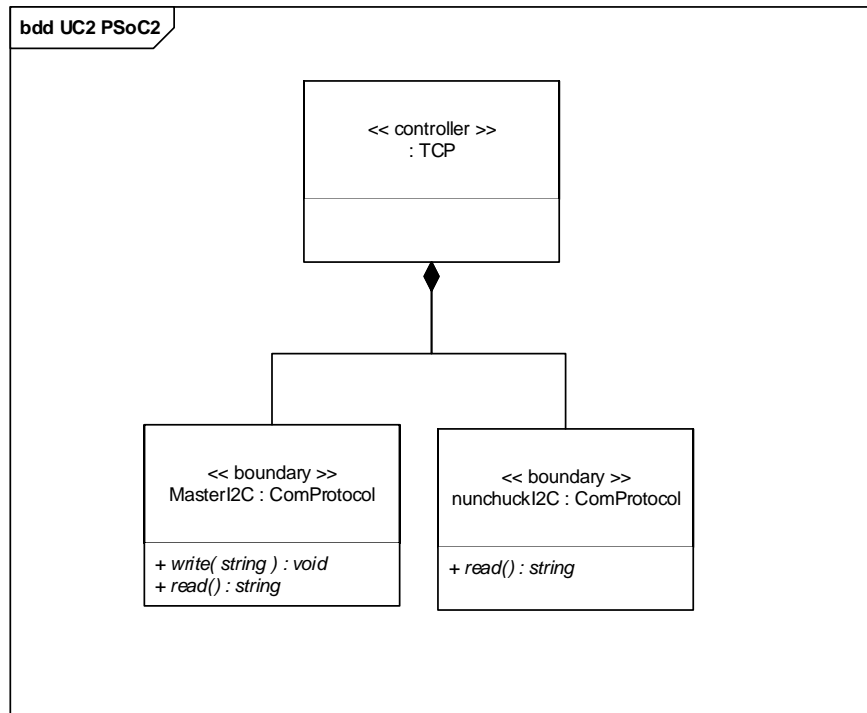 bdd UC2 PSoC2
<< controller >>
: TCP
<< boundary >>
MasterI2C : ComProtocol
+ write( string ) : void
+ read() : string
<< boundary >>
nunchuckI2C : ComProtocol
+ read() : string